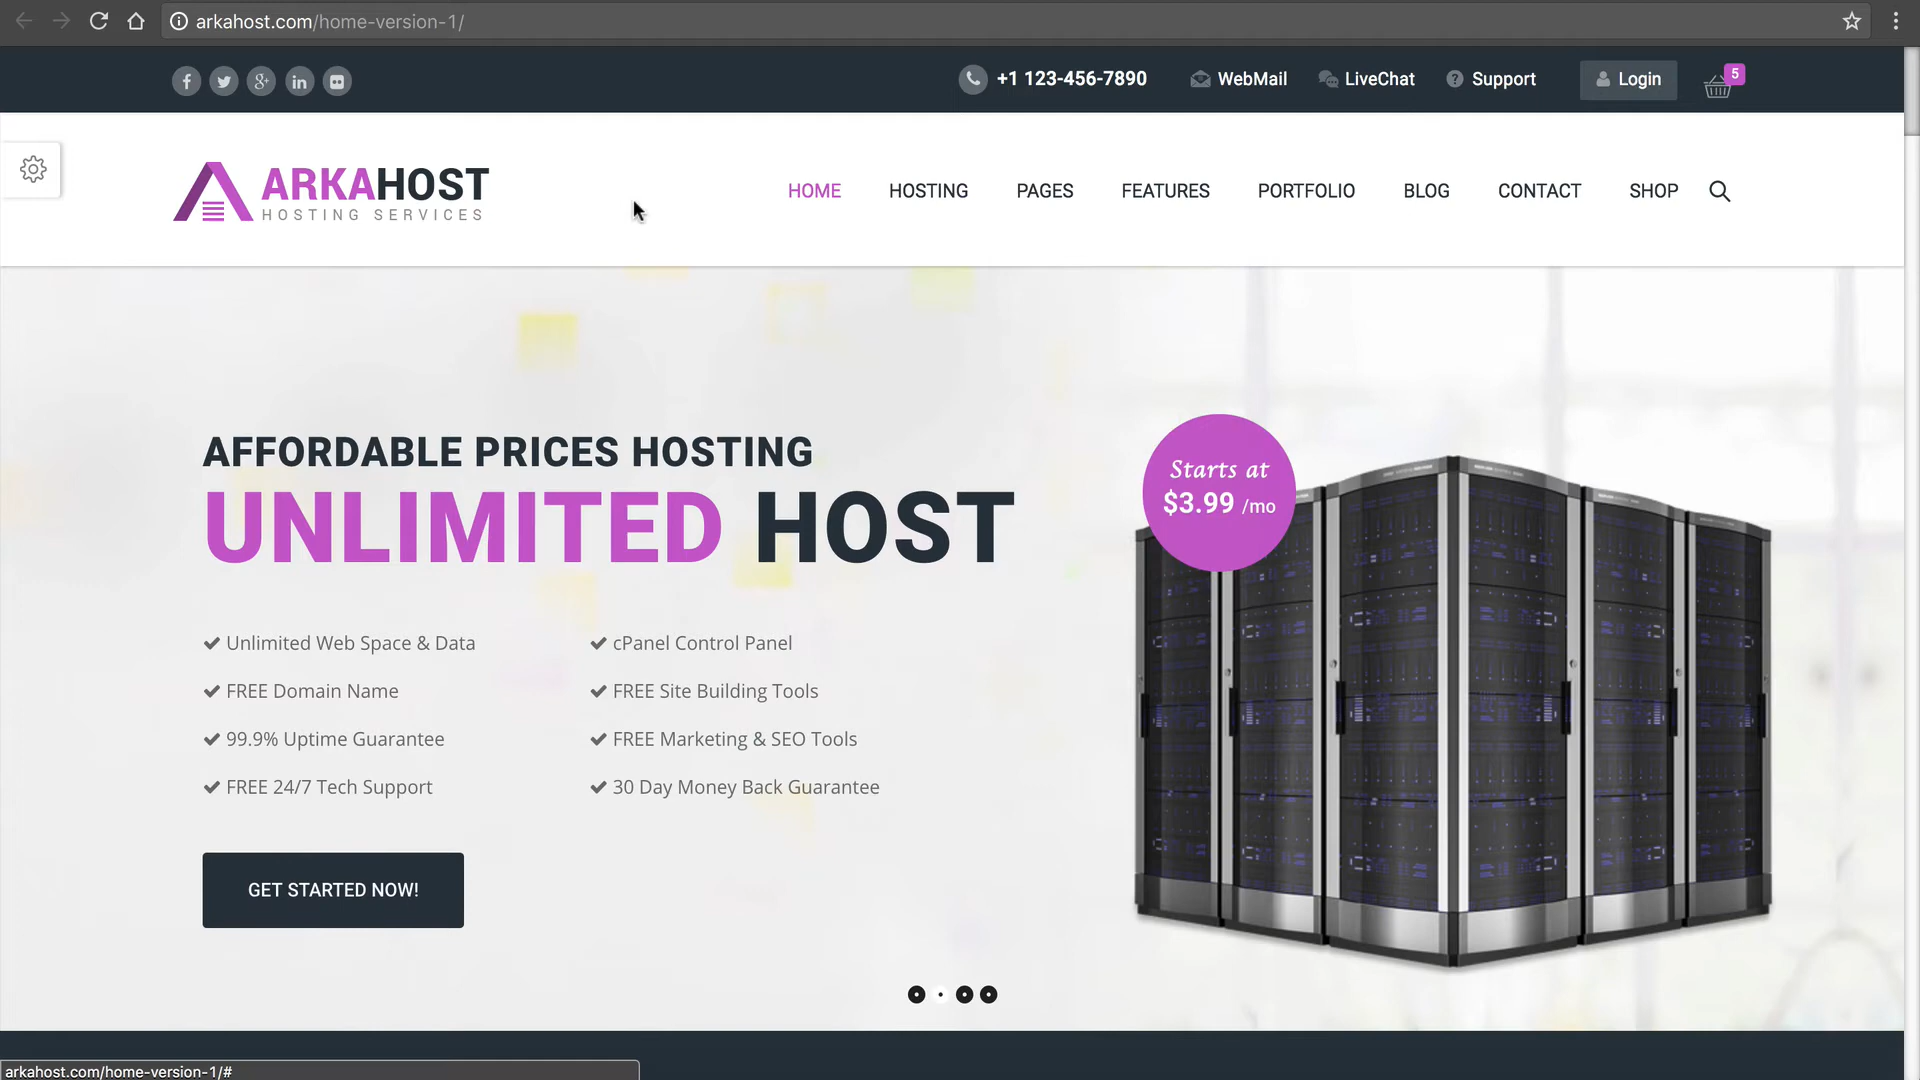 arkahost.com/home-version-1/
+1 123-456-7890
WebMail
LiveChat
Support
Login
5
ARKAHOST
HOSTING SERVICES
HOME
HOSTING
PAGES
FEATURES
PORTFOLIO
BLOG
CONTACT
SHOP
AFFORDABLE PRICES HOSTING
UNLIMITED HOST
Starts at
$3.99 /mo
Unlimited Web Space & Data
FREE Domain Name
99.9% Uptime Guarantee
FREE 24/7 Tech Support
cPanel Control Panel
FREE Site Building Tools
FREE Marketing & SEO Tools
30 Day Money Back Guarantee
GET STARTED NOW!
arkahost.com/home-version-1/#